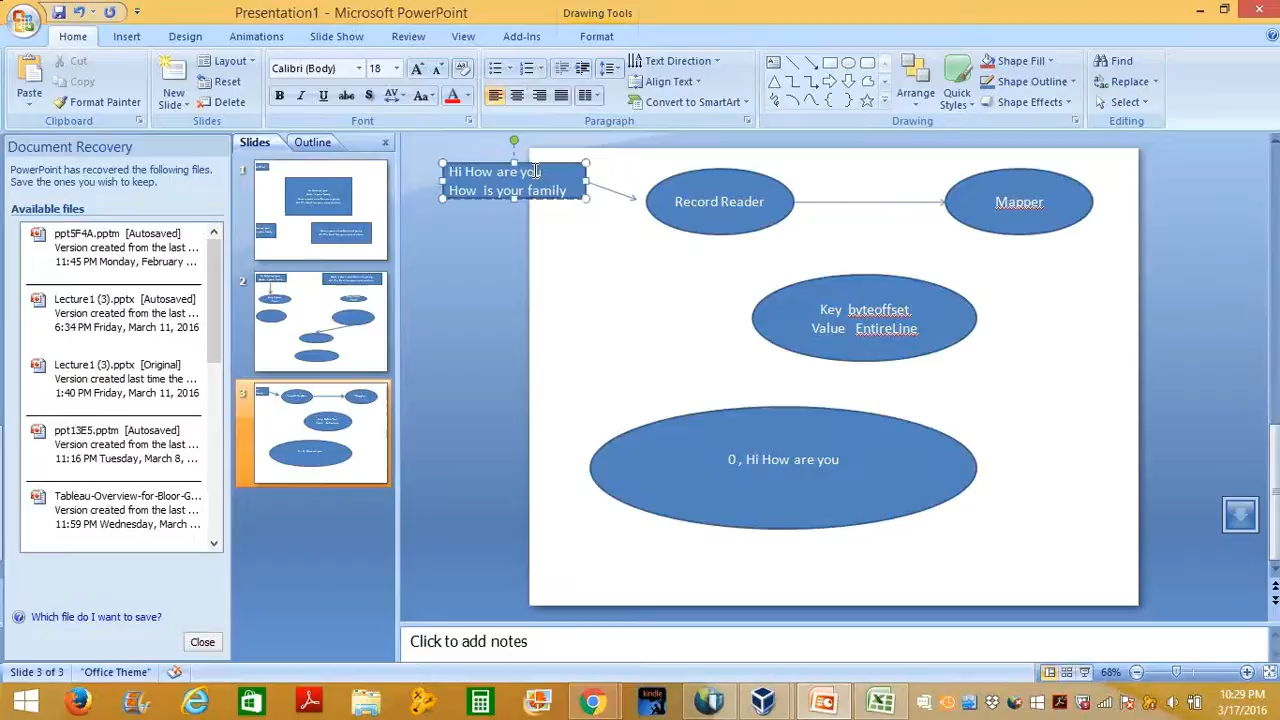 Presentation1 - Microsoft PowerPoint
Drawing Tools
Home Insert Design Animations Slide Show Review View Add-Ins Format
Cut
Copy
Format Painter
Paste
Clipboard
New
Slide
Layout
Reset
Delete
Slides
Calibri (Body) 18
B I U abc S AV Aa A
Font
Text Direction
Align Text
Convert to SmartArt
Paragraph
Arrange
Quick
Styles
Shape Fill
Shape Outline
Shape Effects
Drawing
Find
Replace
Select
Editing
Document Recovery
PowerPoint has recovered the following files.
Save the ones you wish to keep.
Available files
ppt5F4A.pptm [Autosaved]
Version created from the last ...
11:45 PM Monday, February ...
Lecture1 (3).pptx [Autosaved]
Version created from the last ...
6:34 PM Friday, March 11, 2016
Lecture1 (3).pptx [Original]
Version created last time the ...
1:40 PM Friday, March 11, 2016
ppt13E5.pptm [Autosaved]
Version created from the last ...
11:16 PM Tuesday, March 8, ...
Tableau-Overview-for-Bloor-G...
Version created from the last ...
11:59 PM Wednesday, March ...
Which file do I want to save?
Close
Slides Outline
1
2
3
Hi How are you
How is your family
Record Reader
Mapper
Key byteoffset
Value EntireLine
0 , Hi How are you
Click to add notes
Slide 3 of 3 "Office Theme" 68%
kindle
10:29 PM
3/17/2016